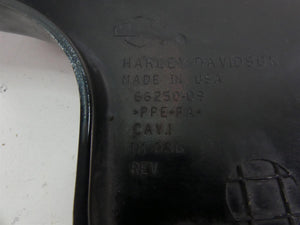 HARLEY-DAVIDSON
MADE IN USA
66250-09
*PPE-PA*
CAV.1
REV